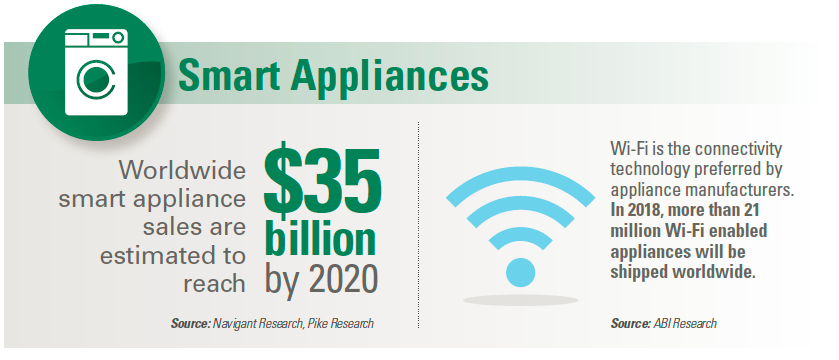 Smart Appliances
Worldwide
smart appliance
sales are
estimated to
reach
$35
billion
by 2020
Source: Navigant Research, Pike Research
Wi-Fi is the connectivity
technology preferred by
appliance manufacturers.
In 2018, more than 21
million Wi-Fi enabled
appliances will be
shipped worldwide.
Source: ABI Research